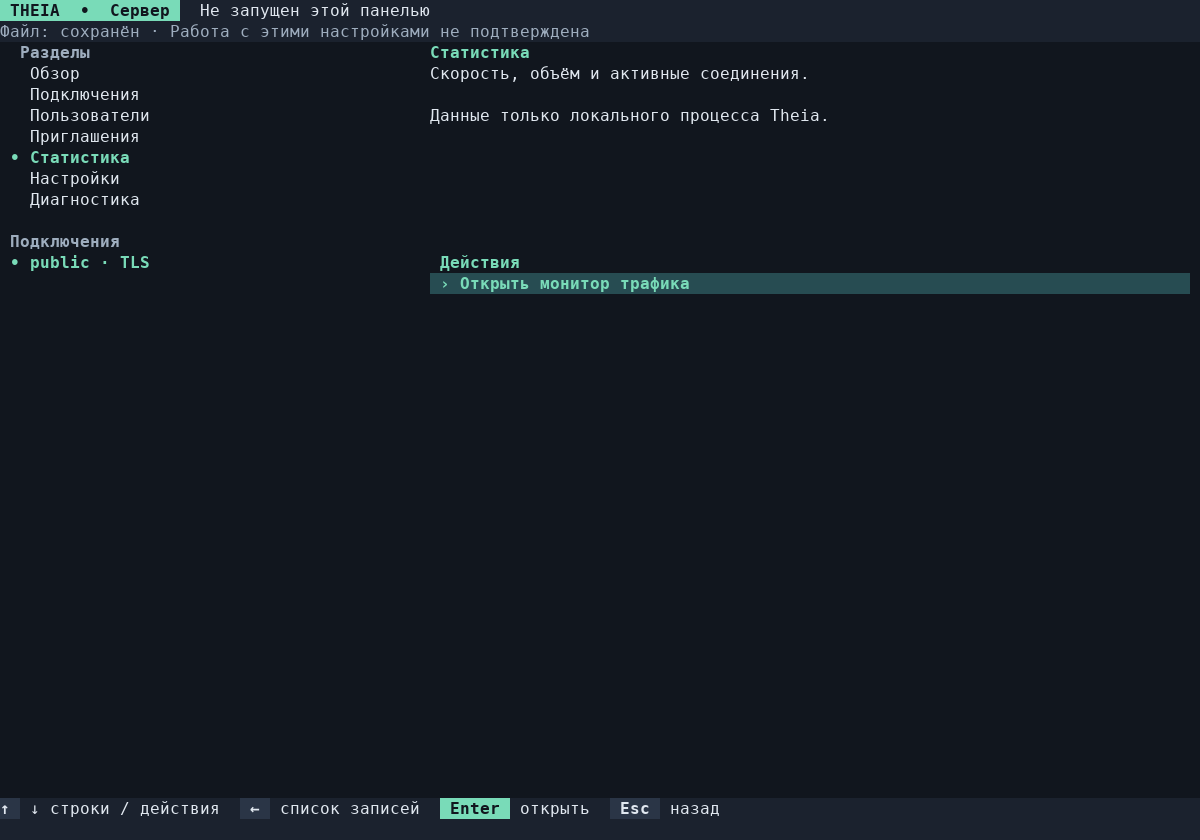 THEIA • Сервер Не запущен этой панелью
Файл: сохранён · Работа с этими настройками не подтверждена
Разделы
Обзор
Подключения
Пользователи
Приглашения
• Статистика
Настройки
Диагностика
Подключения
• public · TLS
Статистика
Скорость, объём и активные соединения.
Данные только локального процесса Theia.
Действия
› Открыть монитор трафика
↑ ↓ строки / действия ← список записей Enter открыть Esc назад